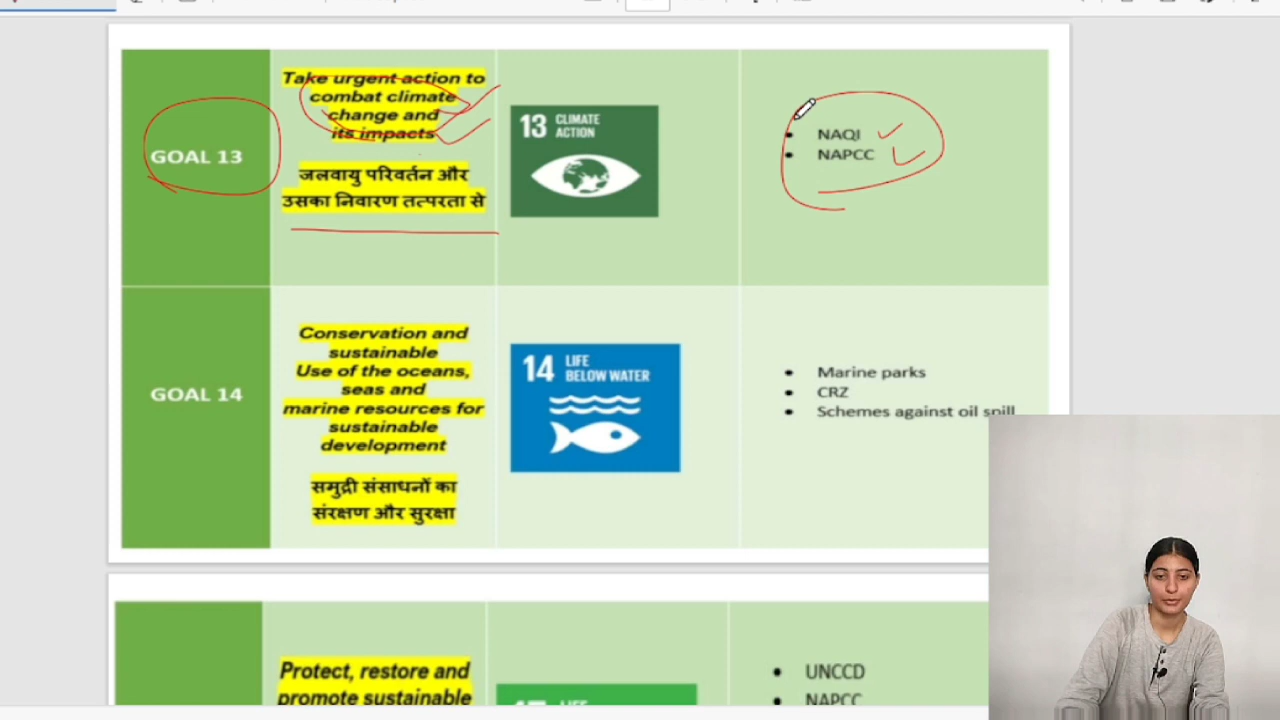 GOAL 13
Take urgent action to
combat climate
change and
its impacts
जलवायु परिवर्तन और
उसका निवारण तत्परता से
13 CLIMATE
ACTION
NAQI
NAPCC
GOAL 14
Conservation and
sustainable
Use of the oceans,
seas and
marine resources for
sustainable
development
समुद्री संसाधनों का
संरक्षण और सुरक्षा
14 LIFE
BELOW WATER
Marine parks
CRZ
Schemes against oil spill
Protect, restore and
promote sustainable
UNCCD
NAPCC